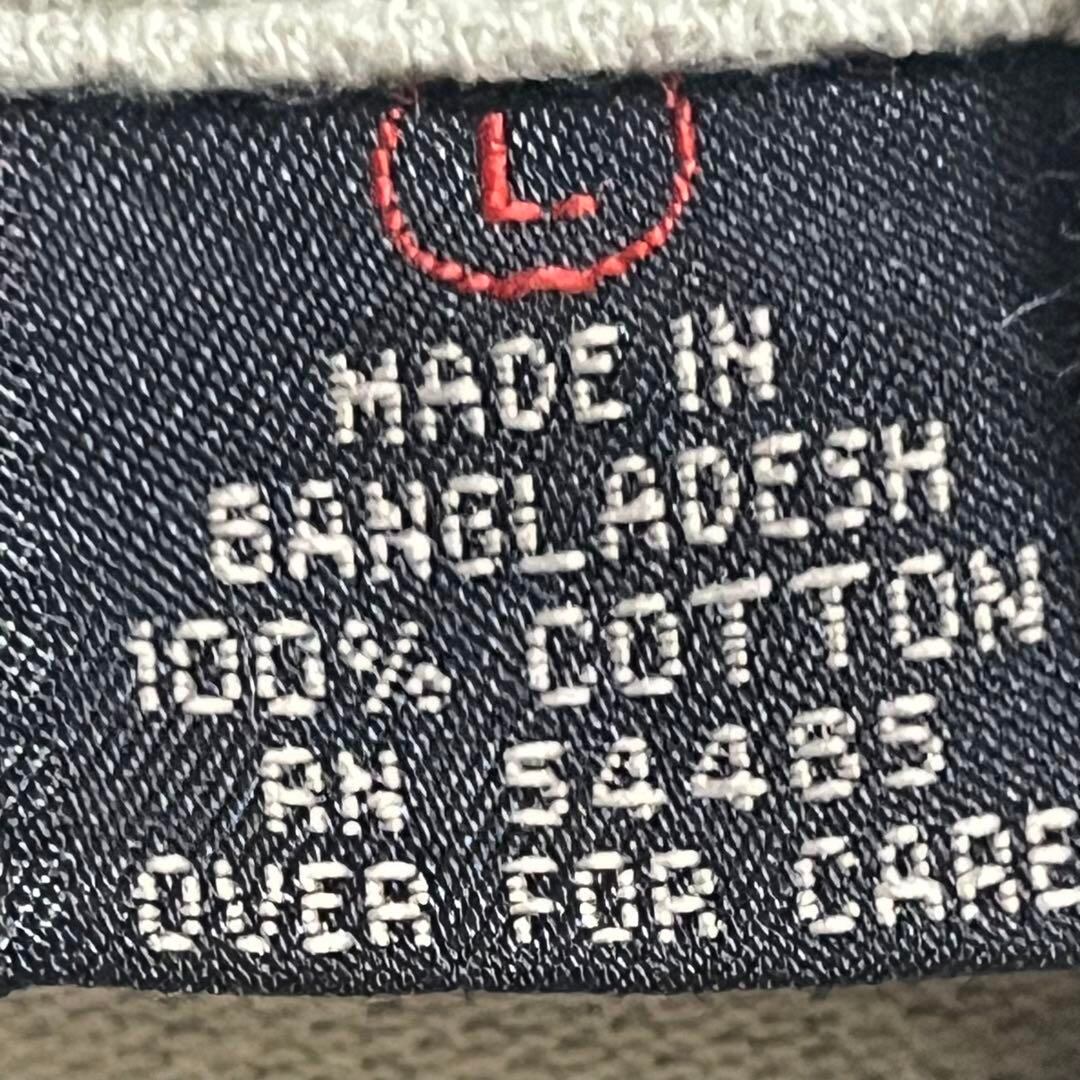 L
MADE IN
BANGLADESH
100% COTTON
RN 54485
OVER FOR CARE